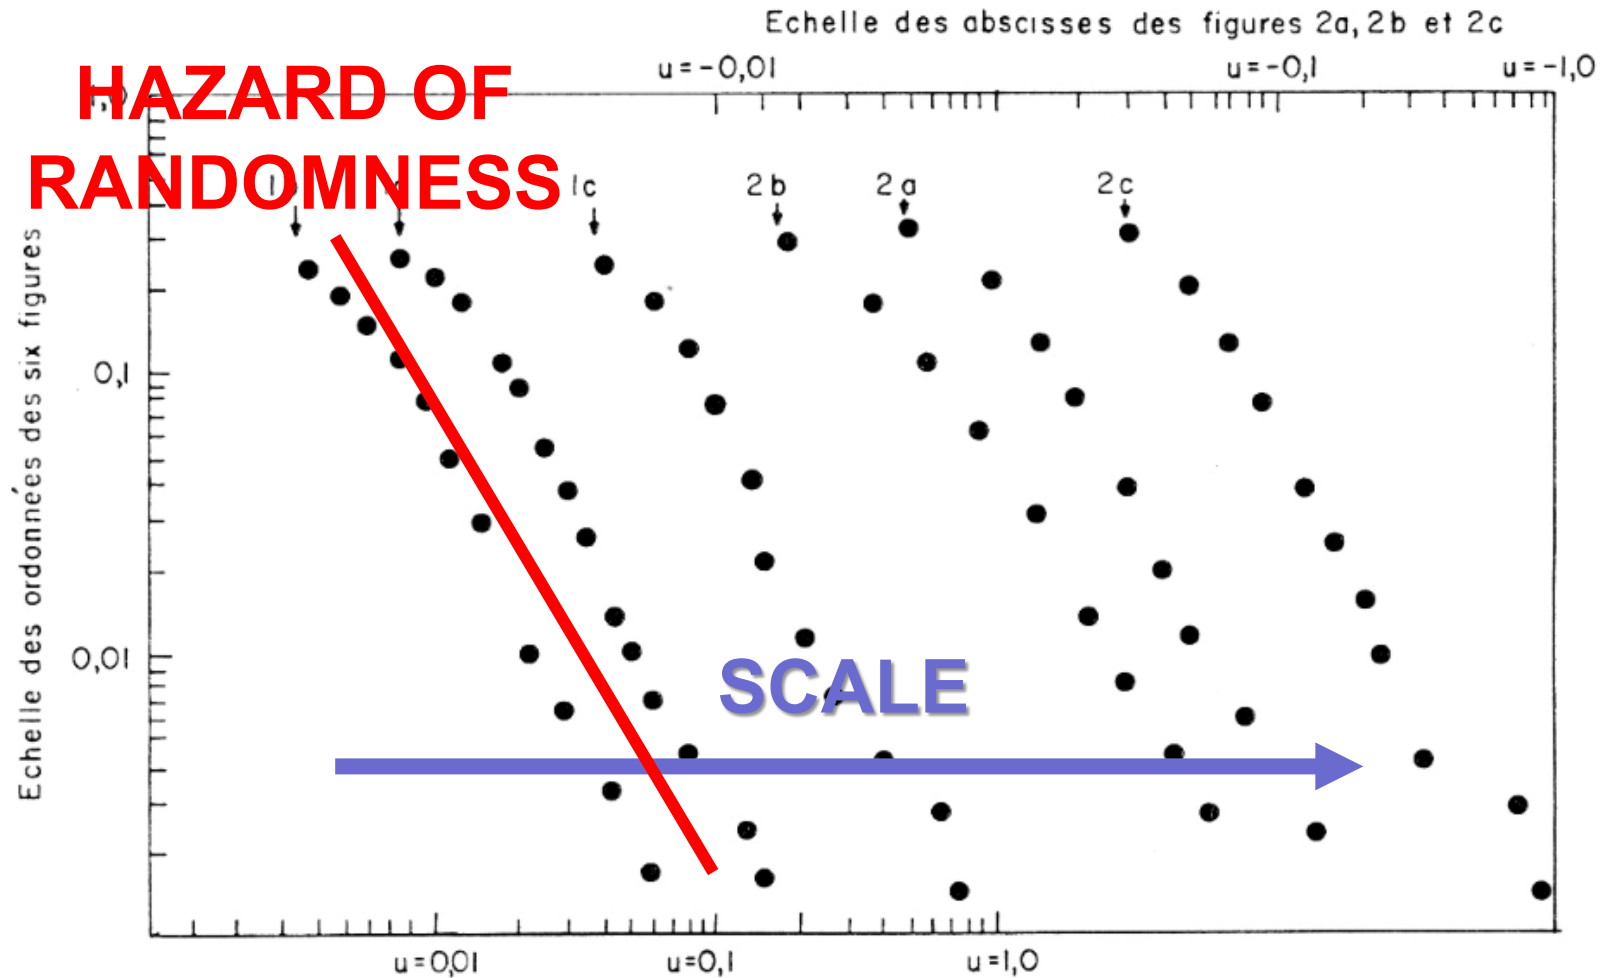 Echelle des abscisses des figures 2a, 2b et 2c
u=-0,01 u=-0,1 u=-1,0
HAZARD OF
RANDOMNESS
1c 2b 2a 2c
Echelle des ordonnées des six figures
0,1
0,01
SCALE
u=0,01 u=0,1 u=1,0